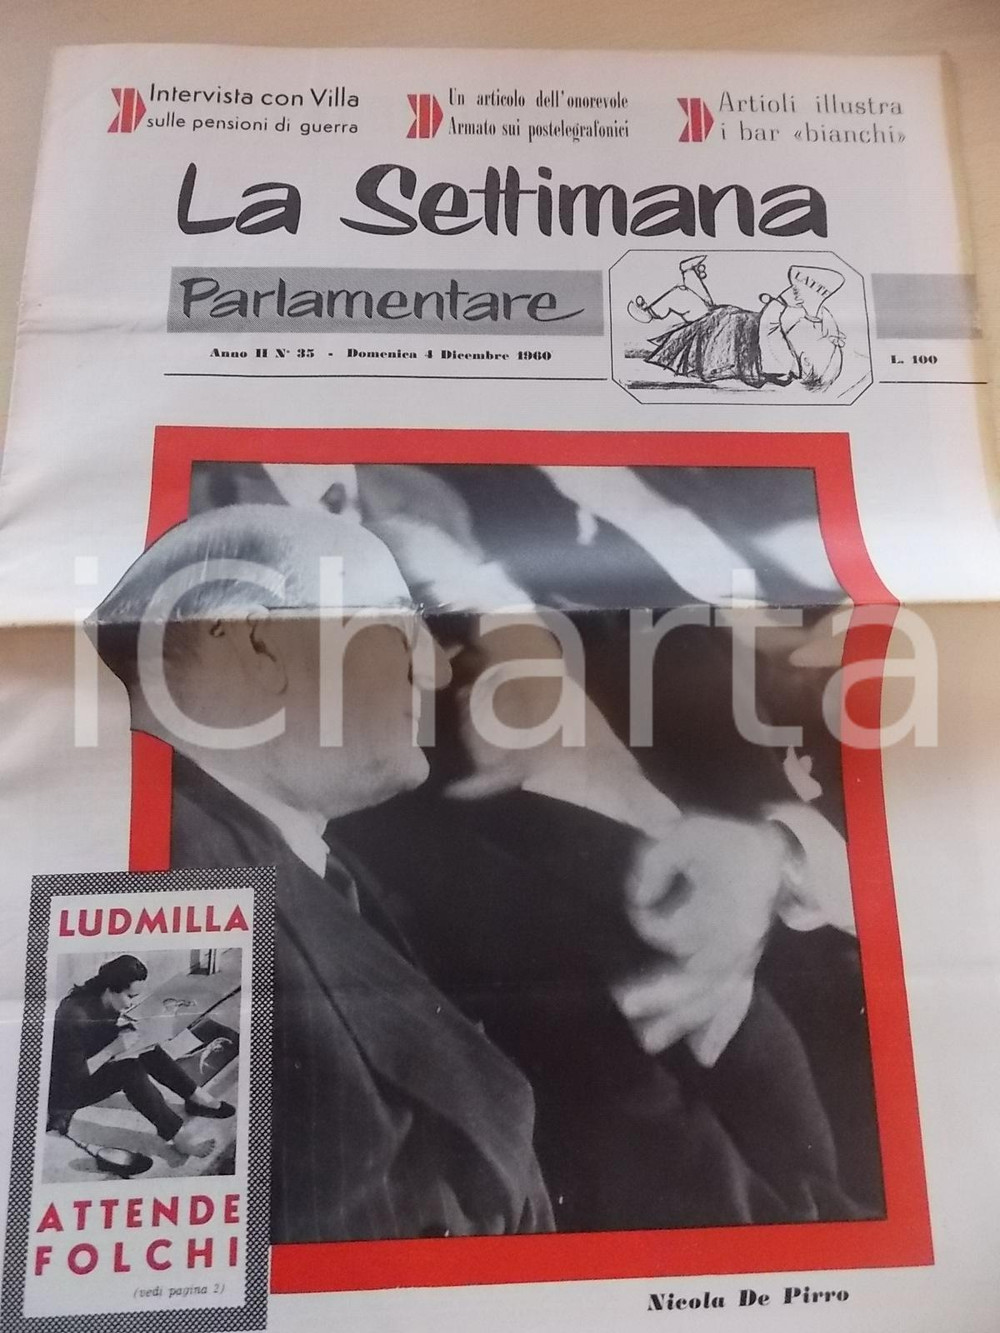 Intervista con Villa
sulle pensioni di guerra
Un articolo dell'onorevole
Armato sui postelegrafonici
Artioli illustra
i bar «bianchi»
La Settimana
Parlamentare
LATTE
Anno II N° 35 - Domenica 4 Dicembre 1960
L. 100
iCharta
LUDMILLA
ATTENDE
FOLCHI
(vedi pagina 2)
Nicola De Pirro